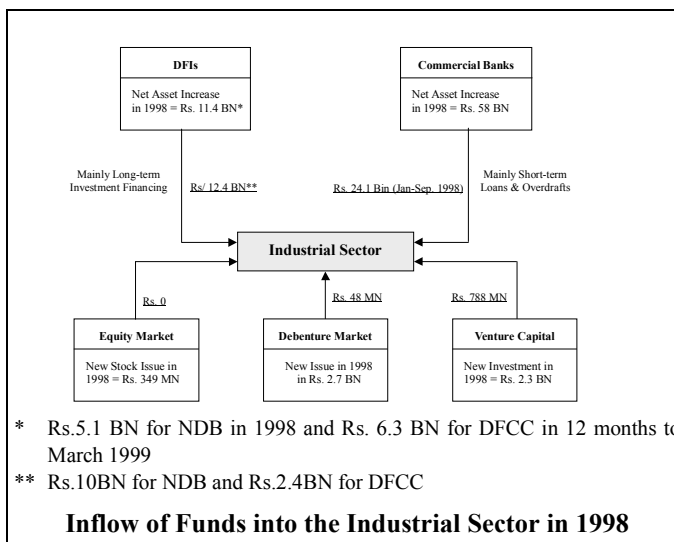 DFIs
Net Asset Increase
in 1998 = Rs. 11.4 BN*
Commercial Banks
Net Asset Increase
in 1998 = Rs. 58 BN
Mainly Long-term
Investment Financing
Rs/ 12.4 BN**
Rs. 24.1 Bin (Jan-Sep. 1998)
Mainly Short-term
Loans & Overdrafts
Industrial Sector
Rs. 0
Rs. 48 MN
Rs. 788 MN
Equity Market
New Stock Issue in
1998 = Rs. 349 MN
Debenture Market
New Issue in 1998
in Rs. 2.7 BN
Venture Capital
New Investment in
1998 = Rs. 2.3 BN
* Rs.5.1 BN for NDB in 1998 and Rs. 6.3 BN for DFCC in 12 months to
March 1999
** Rs.10BN for NDB and Rs.2.4BN for DFCC
Inflow of Funds into the Industrial Sector in 1998